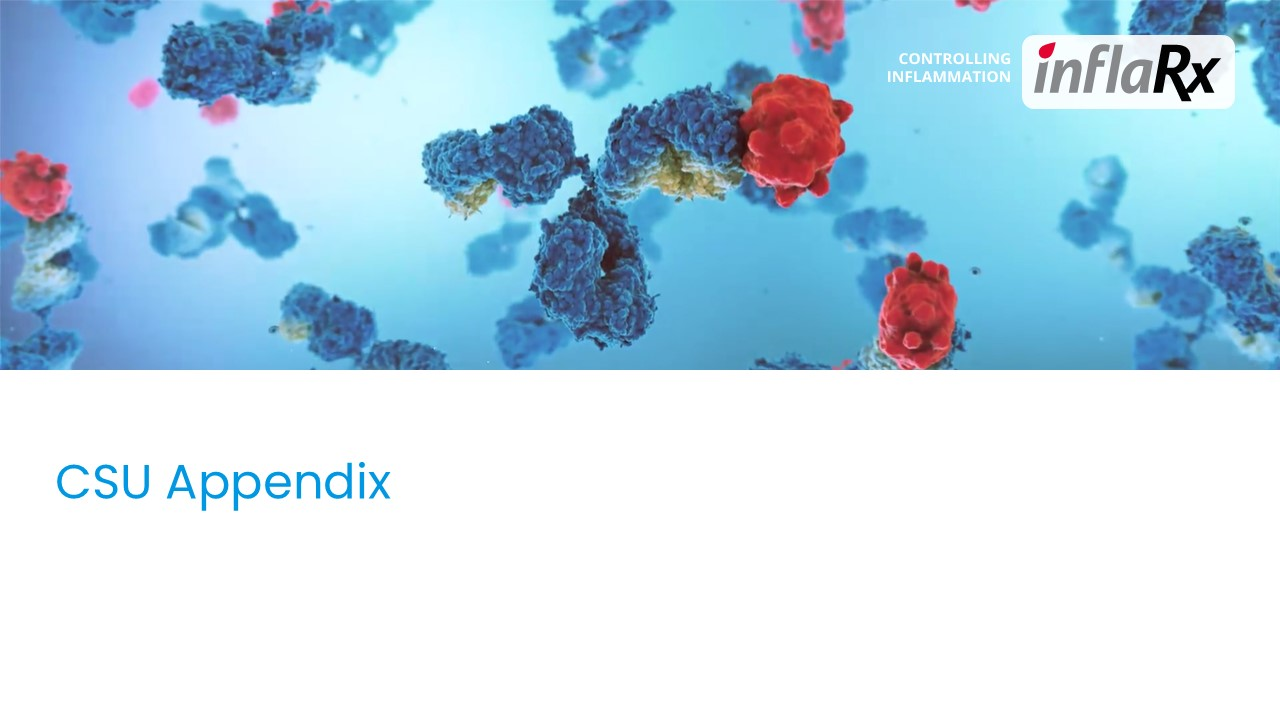 CONTROLLING
INFLAMMATION
inflaRx
CSU Appendix